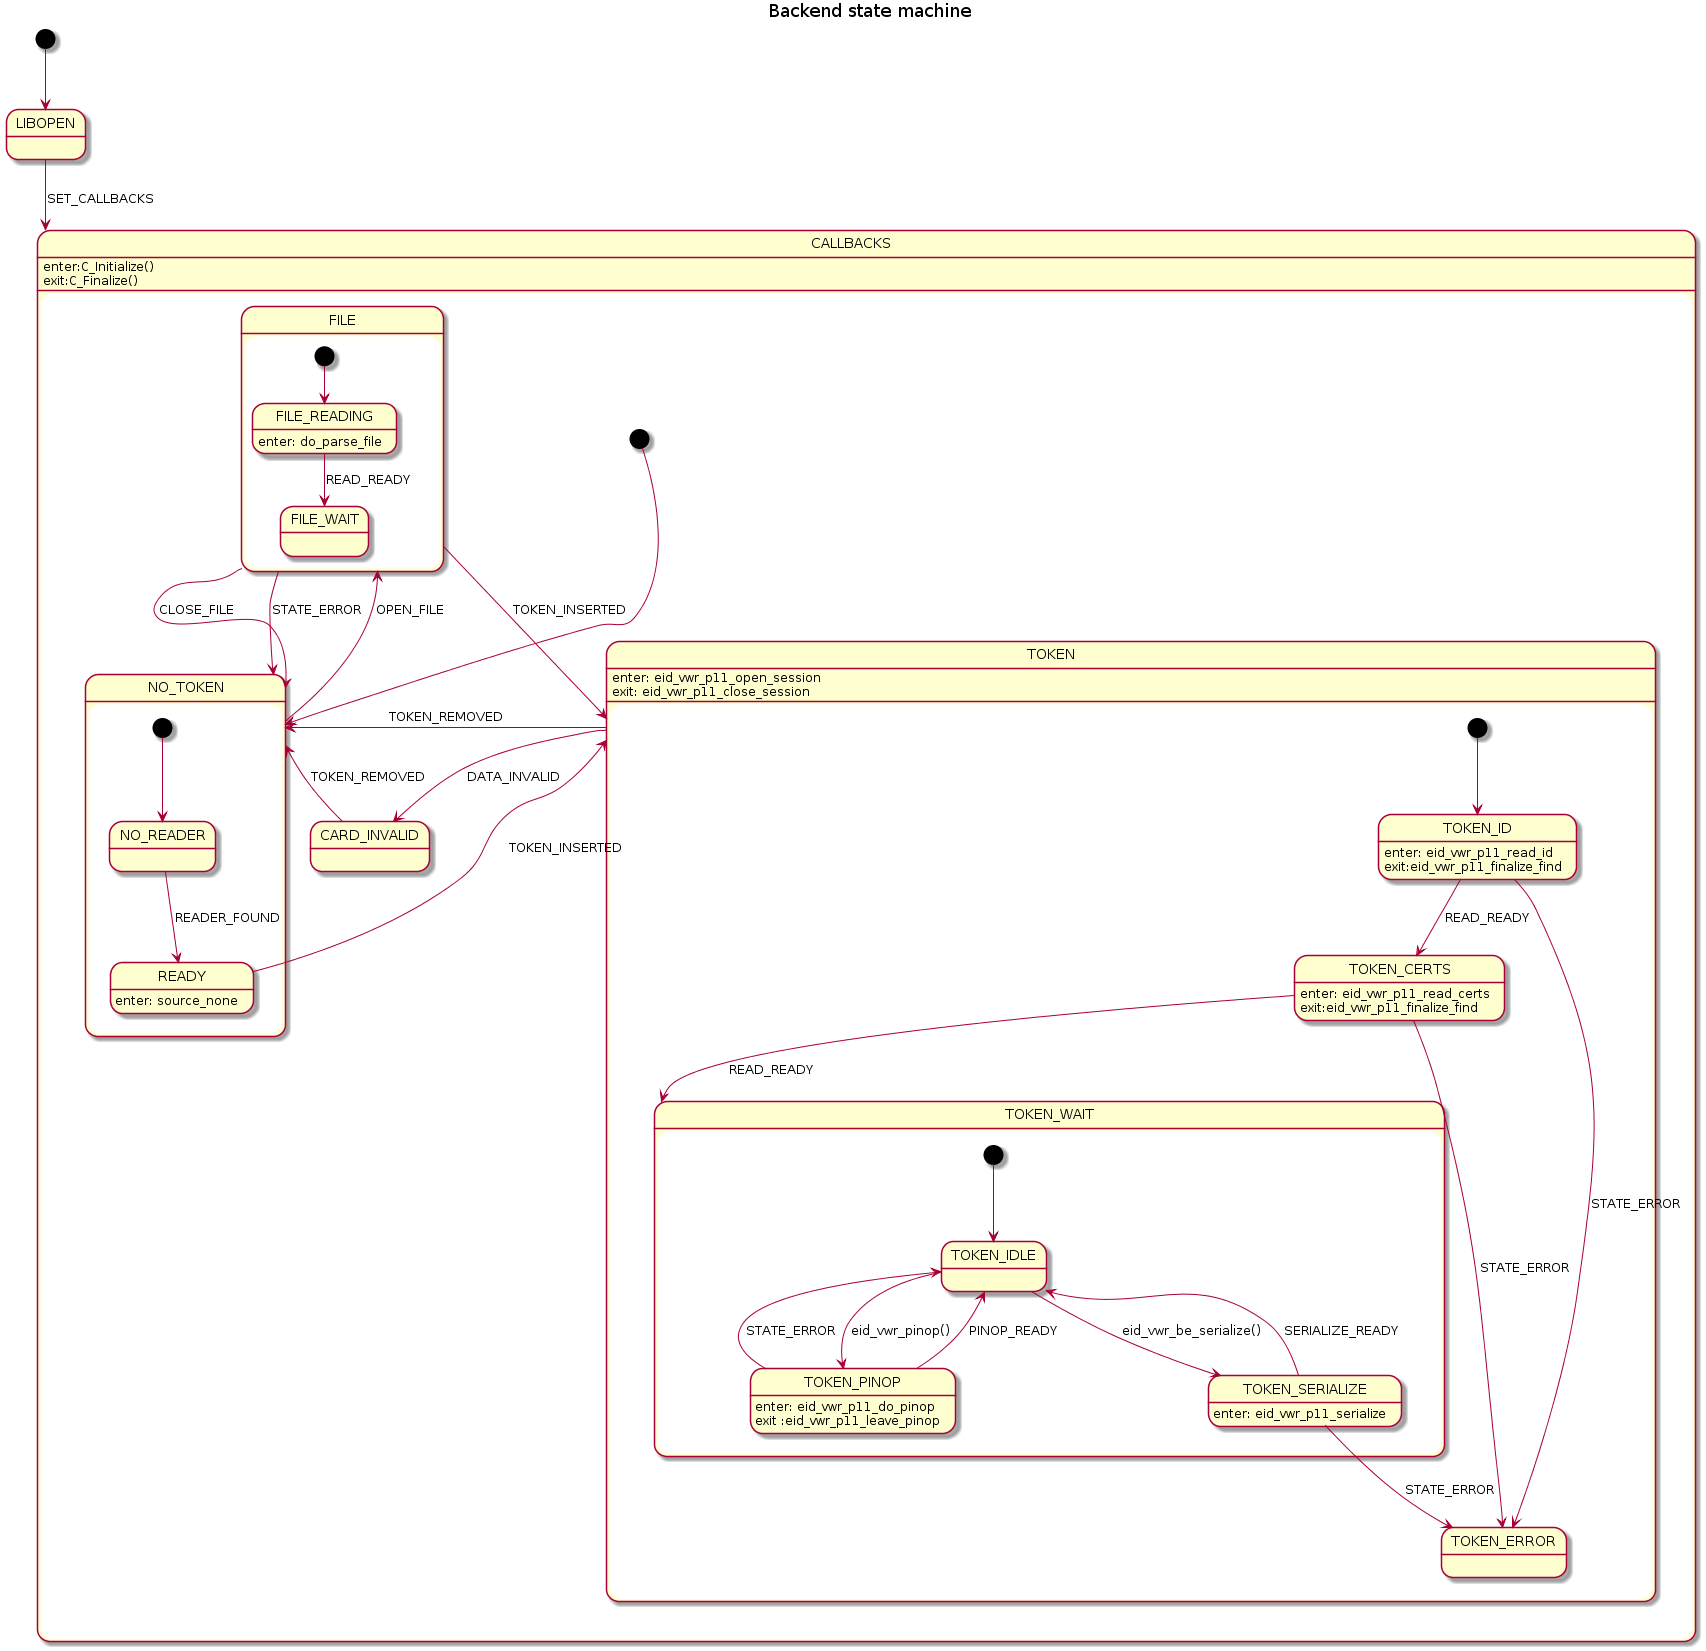 Backend state machine
LIBOPEN
SET_CALLBACKS
CALLBACKS
enter:C_Initialize()
exit:C_Finalize()
FILE
FILE_READING
enter: do_parse_file
READ_READY
FILE_WAIT
CLOSE_FILE
STATE_ERROR
OPEN_FILE
TOKEN_INSERTED
NO_TOKEN
TOKEN_REMOVED
TOKEN_REMOVED
DATA_INVALID
NO_READER
CARD_INVALID
TOKEN_INSERTED
READER_FOUND
READY
enter: source_none
TOKEN
enter: eid_vwr_p11_open_session
exit: eid_vwr_p11_close_session
TOKEN_ID
enter: eid_vwr_p11_read_id
exit:eid_vwr_p11_finalize_find
READ_READY
TOKEN_CERTS
enter: eid_vwr_p11_read_certs
exit:eid_vwr_p11_finalize_find
READ_READY
TOKEN_WAIT
STATE_ERROR
TOKEN_IDLE
STATE_ERROR
STATE_ERROR
eid_vwr_pinop()
PINOP_READY
eid_vwr_be_serialize()
SERIALIZE_READY
TOKEN_PINOP
enter: eid_vwr_p11_do_pinop
exit :eid_vwr_p11_leave_pinop
TOKEN_SERIALIZE
enter: eid_vwr_p11_serialize
STATE_ERROR
TOKEN_ERROR